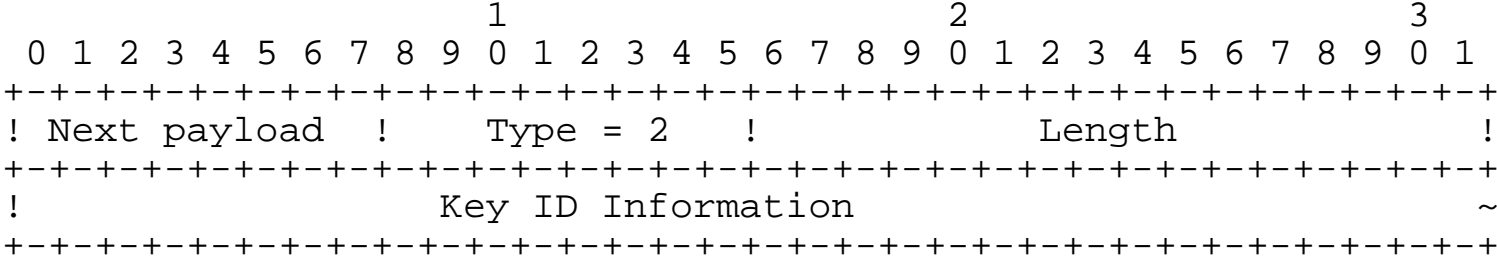 1                   2                   3
 0 1 2 3 4 5 6 7 8 9 0 1 2 3 4 5 6 7 8 9 0 1 2 3 4 5 6 7 8 9 0 1
+-+-+-+-+-+-+-+-+-+-+-+-+-+-+-+-+-+-+-+-+-+-+-+-+-+-+-+-+-+-+-+-+
! Next payload  !    Type = 2   !            Length             !
+-+-+-+-+-+-+-+-+-+-+-+-+-+-+-+-+-+-+-+-+-+-+-+-+-+-+-+-+-+-+-+-+
!                  Key ID Information                           ~
+-+-+-+-+-+-+-+-+-+-+-+-+-+-+-+-+-+-+-+-+-+-+-+-+-+-+-+-+-+-+-+-+